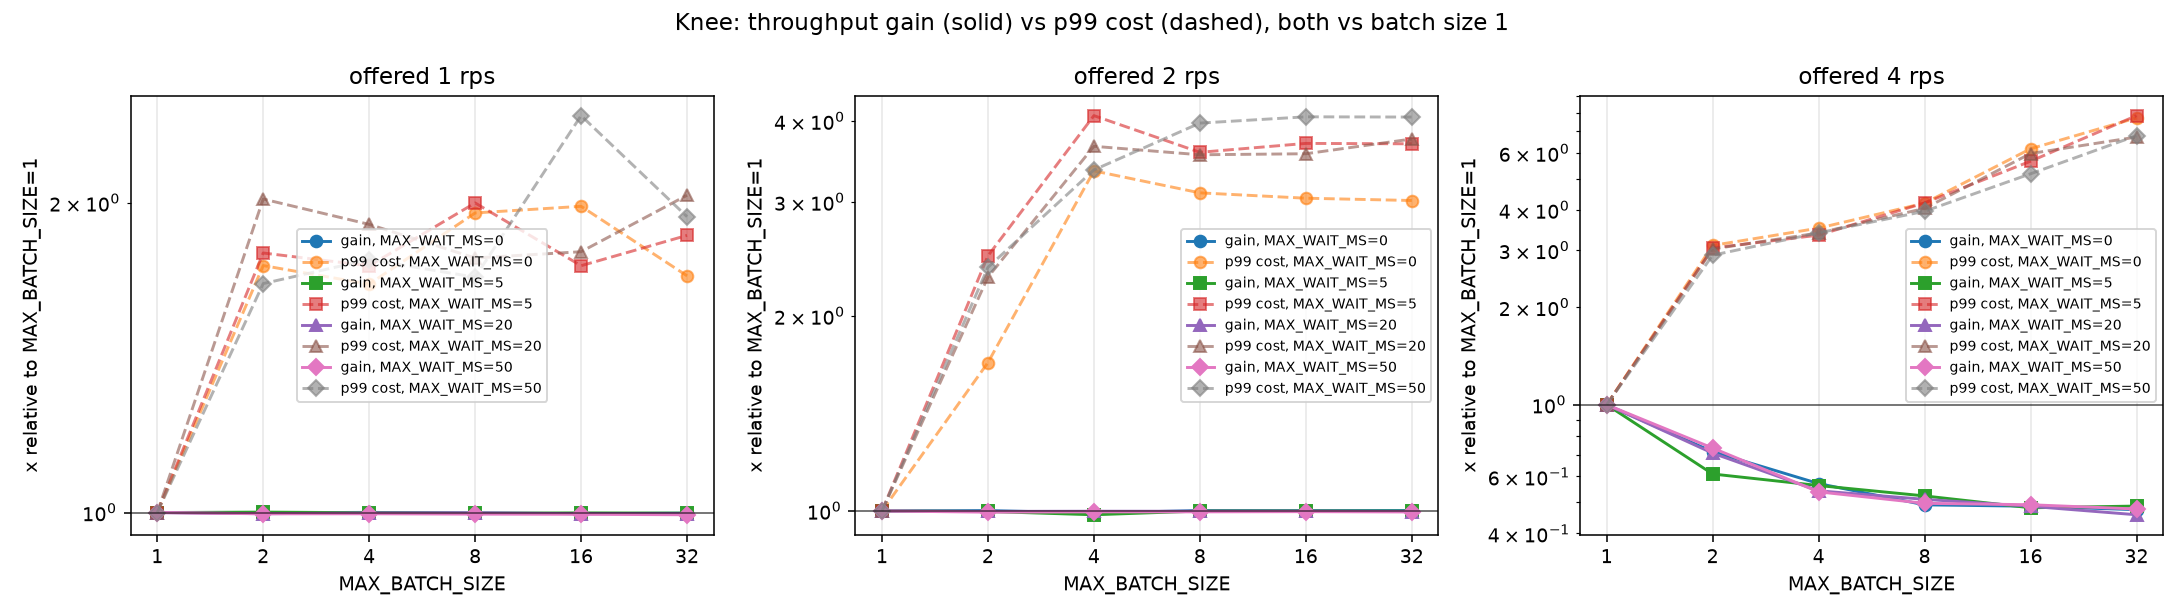 Knee: throughput gain (solid) vs p99 cost (dashed), both vs batch size 1
offered 1 rps
x relative to MAX_BATCH_SIZE=1
2 × 10⁰
10⁰
gain, MAX_WAIT_MS=0
p99 cost, MAX_WAIT_MS=0
gain, MAX_WAIT_MS=5
p99 cost, MAX_WAIT_MS=5
gain, MAX_WAIT_MS=20
p99 cost, MAX_WAIT_MS=20
gain, MAX_WAIT_MS=50
p99 cost, MAX_WAIT_MS=50
1 2 4 8 16 32
MAX_BATCH_SIZE
offered 2 rps
x relative to MAX_BATCH_SIZE=1
4 × 10⁰
3 × 10⁰
2 × 10⁰
10⁰
gain, MAX_WAIT_MS=0
p99 cost, MAX_WAIT_MS=0
gain, MAX_WAIT_MS=5
p99 cost, MAX_WAIT_MS=5
gain, MAX_WAIT_MS=20
p99 cost, MAX_WAIT_MS=20
gain, MAX_WAIT_MS=50
p99 cost, MAX_WAIT_MS=50
1 2 4 8 16 32
MAX_BATCH_SIZE
offered 4 rps
x relative to MAX_BATCH_SIZE=1
6 × 10⁰
4 × 10⁰
3 × 10⁰
2 × 10⁰
10⁰
6 × 10⁻¹
4 × 10⁻¹
gain, MAX_WAIT_MS=0
p99 cost, MAX_WAIT_MS=0
gain, MAX_WAIT_MS=5
p99 cost, MAX_WAIT_MS=5
gain, MAX_WAIT_MS=20
p99 cost, MAX_WAIT_MS=20
gain, MAX_WAIT_MS=50
p99 cost, MAX_WAIT_MS=50
1 2 4 8 16 32
MAX_BATCH_SIZE